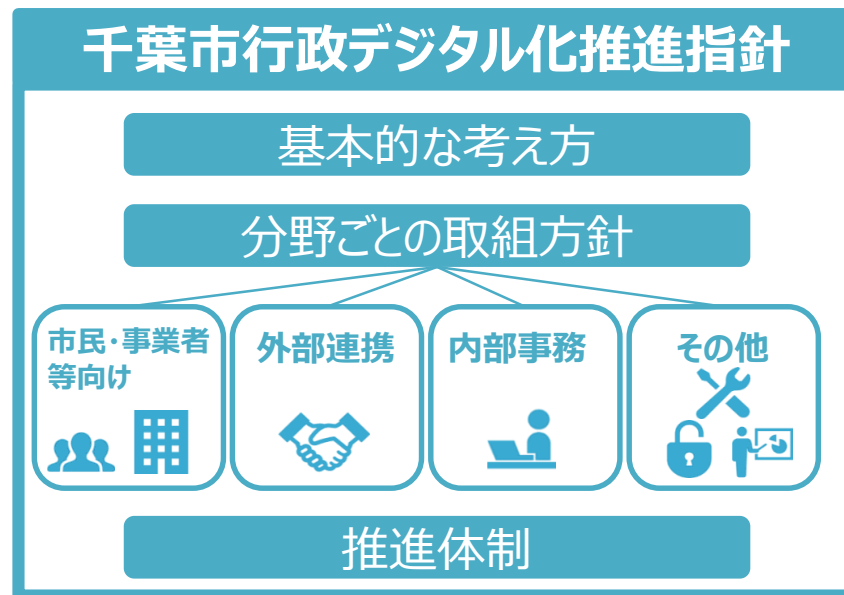 千葉市行政デジタル化推進指針
基本的な考え方
分野ごとの取組方針
市民・事業者
等向け
外部連携
内部事務
その他
推進体制